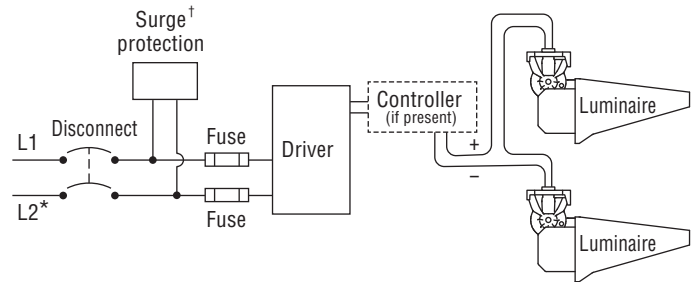 Surge†
protection
L1
Disconnect
Fuse
Driver
Controller
(if present)
Luminaire
+
–
L2*
Fuse
Luminaire